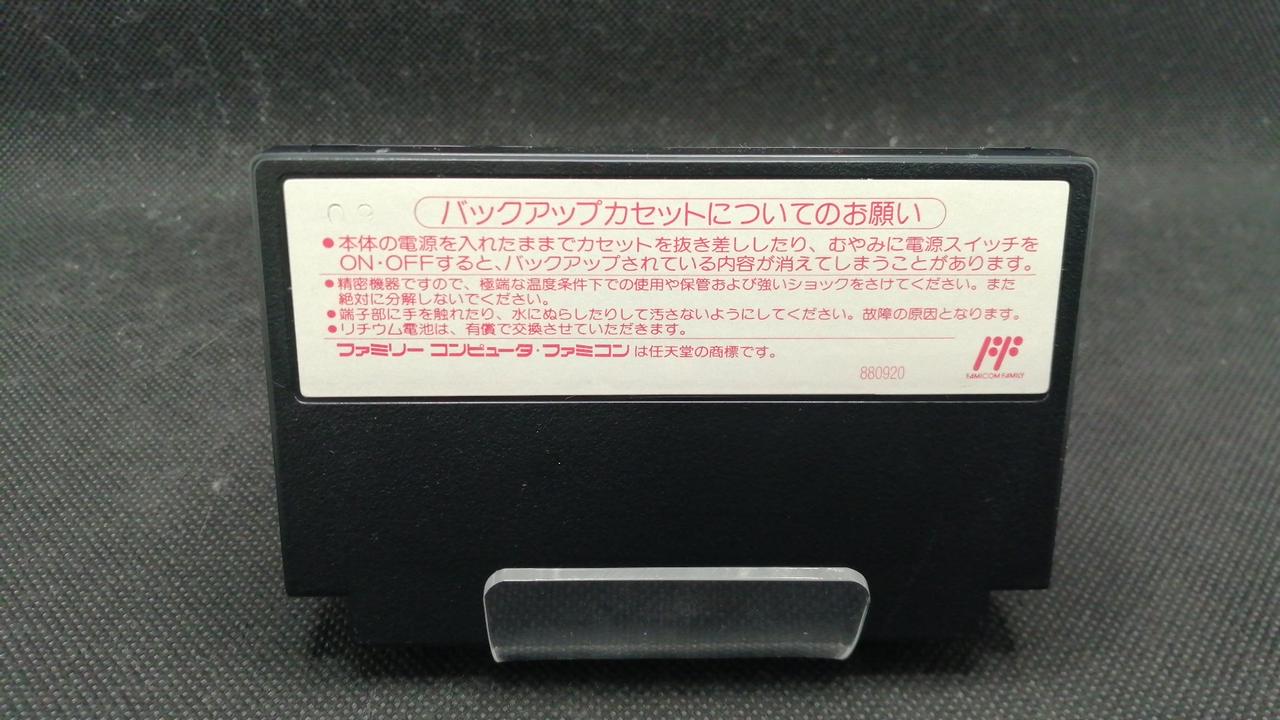 バックアップカセットについてのお願い
●本体の電源を入れたままでカセットを抜き差ししたり、むやみに電源スイッチを
ON・OFFすると、バックアップされている内容が消えてしまうことがあります。
●精密機器ですので、極端な温度条件下での使用や保管および強いショックをさけてください。また
絶対に分解しないでください。
●端子部に手を触れたり、水にぬらしたりして汚さないようにしてください。故障の原因となります。
●リチウム電池は、有償で交換させていただきます。
ファミリー コンピュータ・ファミコン は任天堂の商標です。
880920
FAMICOM FAMILY